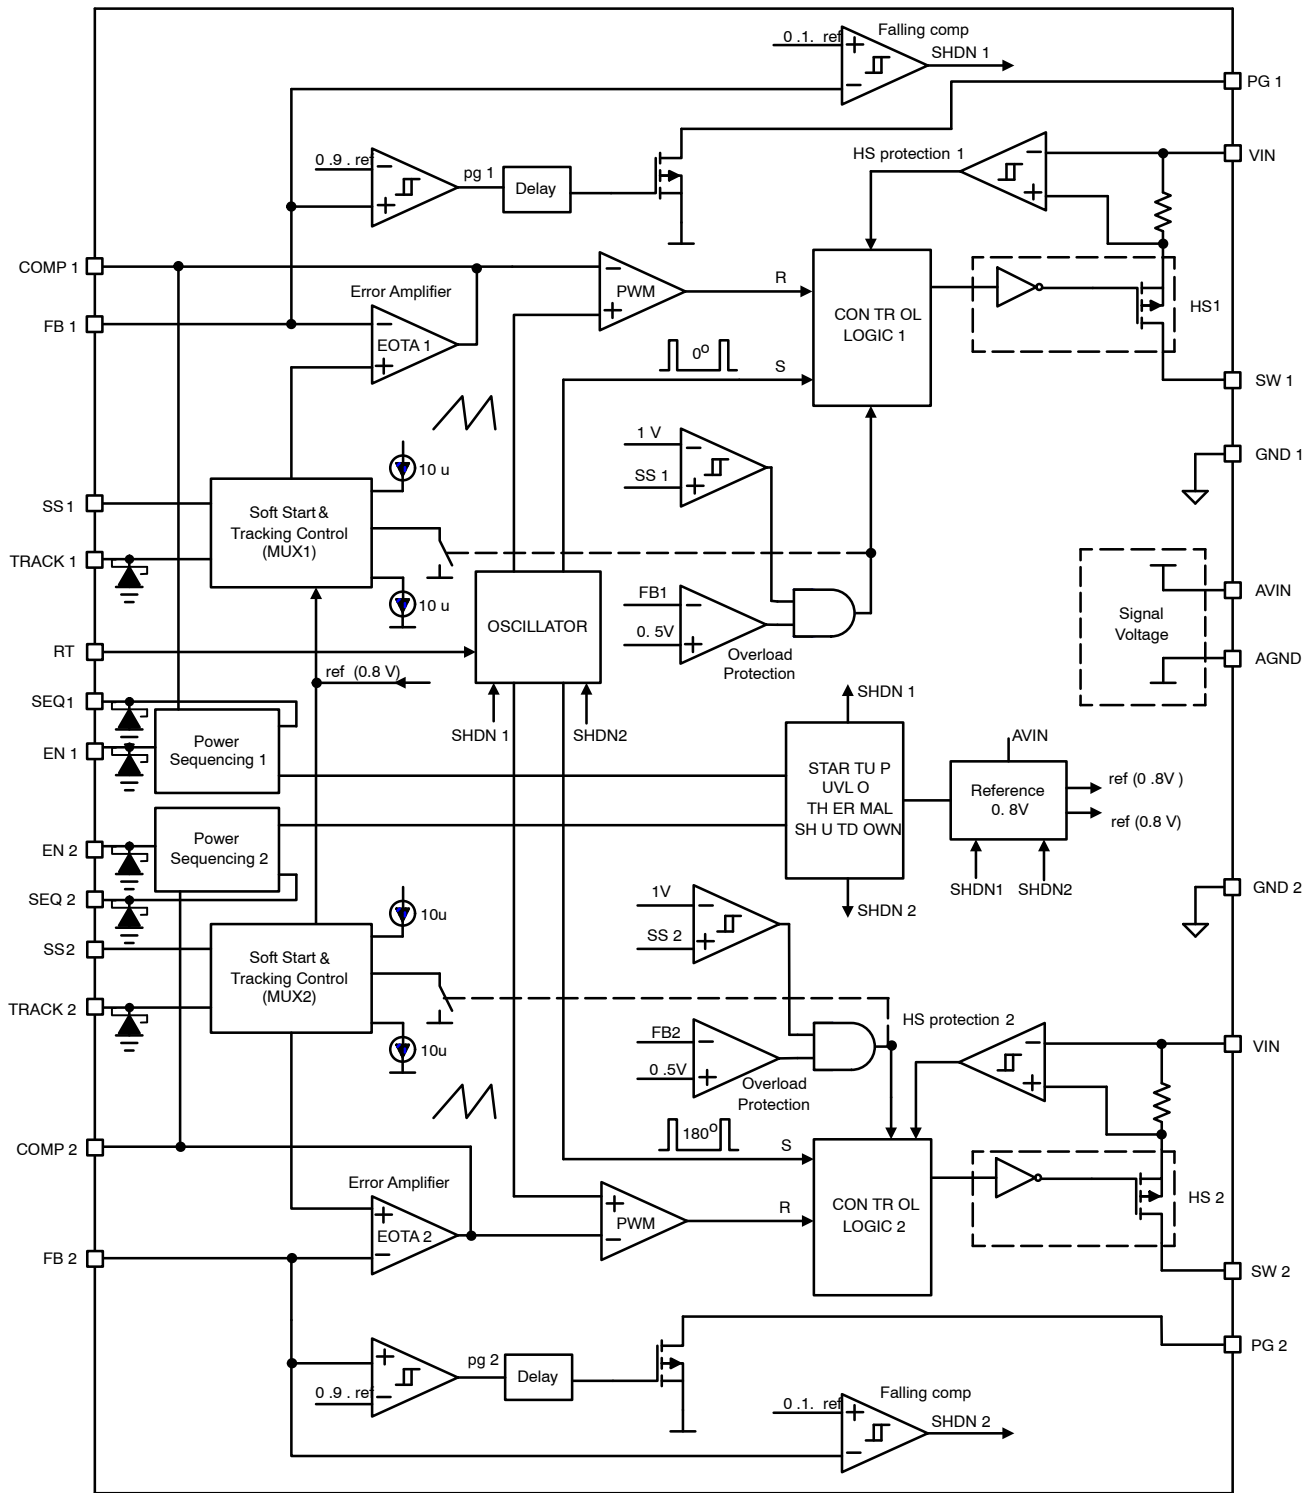 Falling comp
0 .1. ref
SHDN 1
PG 1
0 .9 . ref
pg 1
Delay
HS protection 1
VIN
COMP 1
Error Amplifier
PWM
R
CON TR OL
LOGIC 1
HS1
FB 1
EOTA 1
0o
S
SW 1
1 V
SS 1
GND 1
10 u
SS 1
Soft Start &
Tracking Control
(MUX1)
TRACK 1
10 u
OSCILLATOR
FB1
0. 5V
Overload
Protection
Signal
Voltage
AVIN
AGND
RT
ref (0.8 V)
SEQ1
SHDN 1
SHDN2
SHDN 1
EN 1
Power
Sequencing 1
STAR TU P
UVL O
TH ER MAL
SH U TD OWN
AVIN
Reference
0. 8V
ref (0 .8V )
ref (0.8 V)
EN 2
Power
Sequencing 2
SHDN1
SHDN2
SEQ 2
SHDN 2
GND 2
1V
SS 2
10u
SS2
Soft Start &
Tracking Control
(MUX2)
TRACK 2
10u
FB2
0 .5V
Overload
Protection
HS protection 2
VIN
COMP 2
180o
S
Error Amplifier
EOTA 2
PWM
R
CON TR OL
LOGIC 2
HS 2
FB 2
SW 2
PG 2
pg 2
Delay
0 .9 . ref
Falling comp
0 .1. ref
SHDN 2